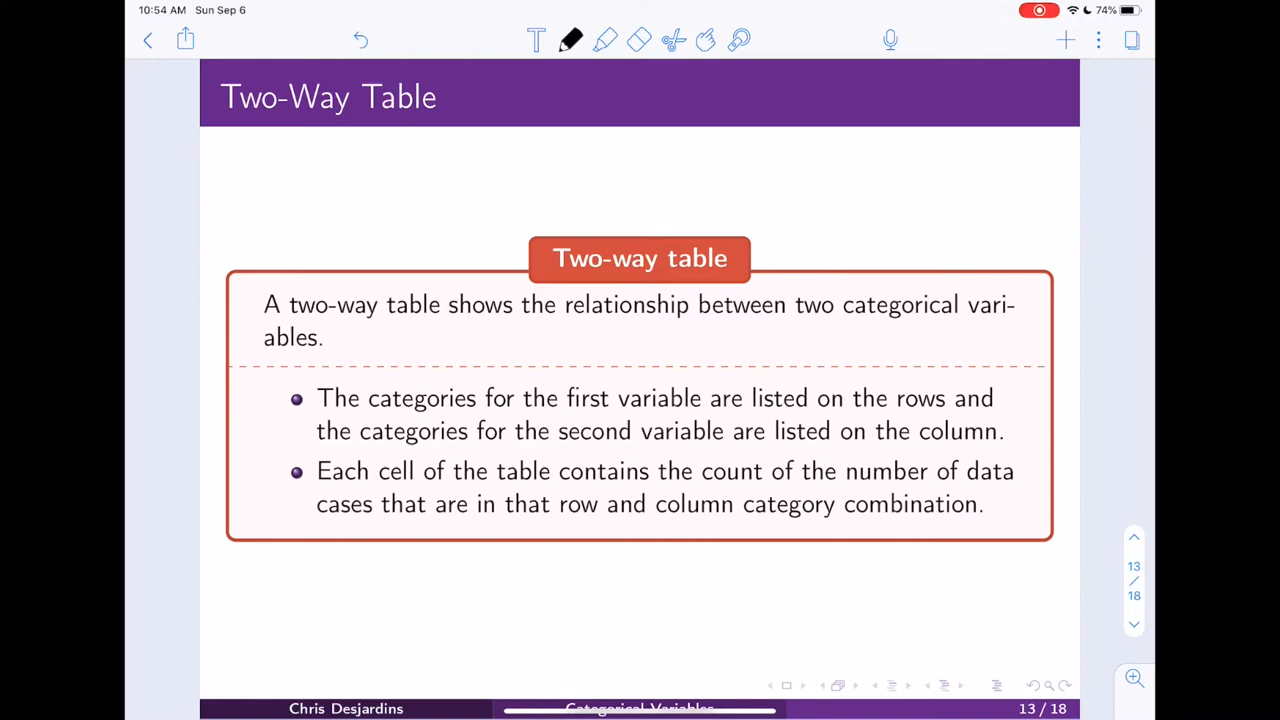 10:54 AM Sun Sep 6
74%
Two-Way Table
Two-way table
A two-way table shows the relationship between two categorical vari-
ables.
The categories for the first variable are listed on the rows and
the categories for the second variable are listed on the column.
Each cell of the table contains the count of the number of data
cases that are in that row and column category combination.
13
/
18
Chris Desjardins
Categorical Variables
13 / 18